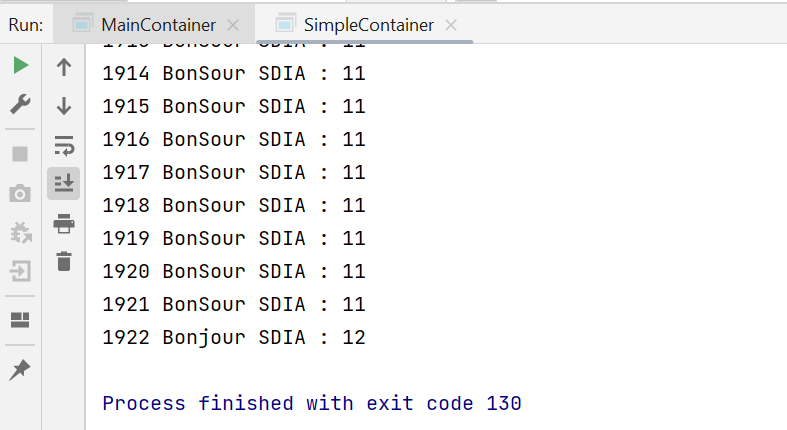 Run: MainContainer SimpleContainer
1914 BonSour SDIA : 11
1915 BonSour SDIA : 11
1916 BonSour SDIA : 11
1917 BonSour SDIA : 11
1918 BonSour SDIA : 11
1919 BonSour SDIA : 11
1920 BonSour SDIA : 11
1921 BonSour SDIA : 11
1922 Bonjour SDIA : 12
Process finished with exit code 130